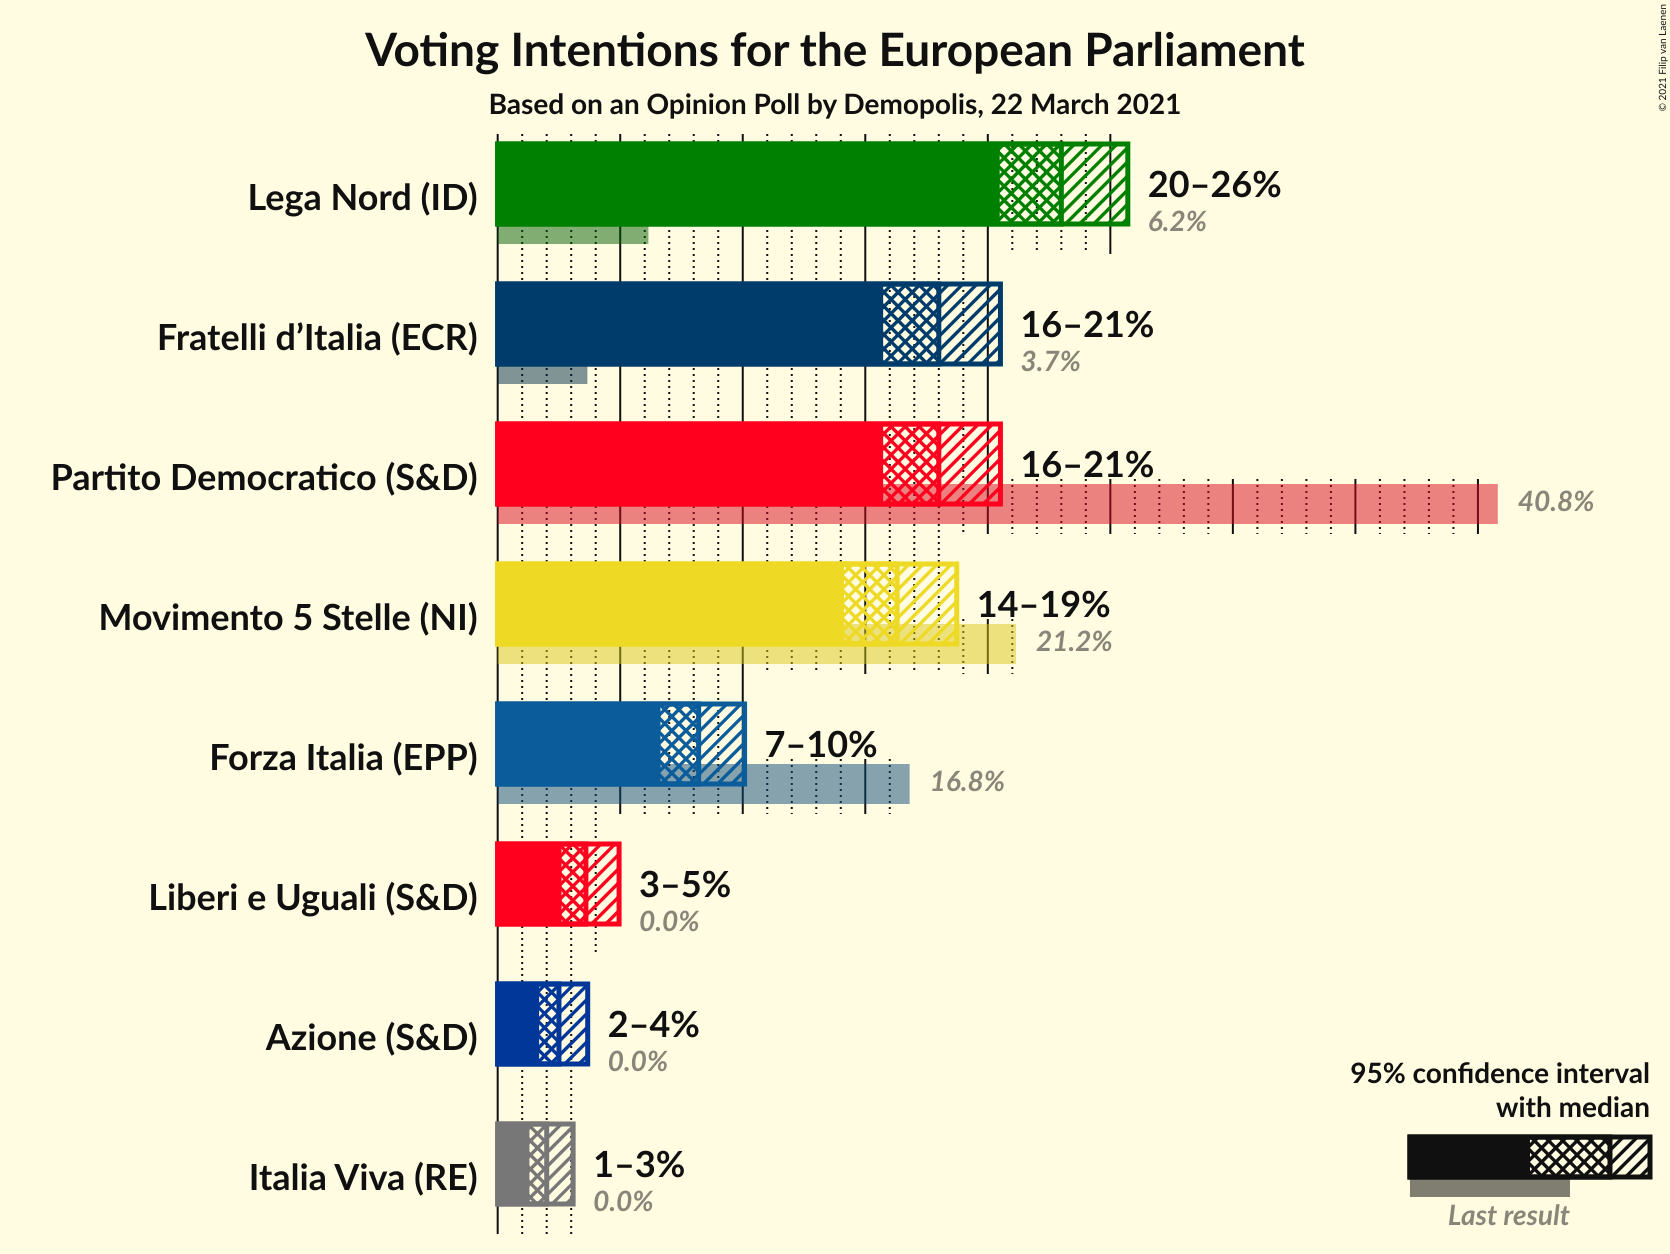 Voting Intentions for the European Parliament
Based on an Opinion Poll by Demopolis, 22 March 2021
© 2021 Filip van Laenen
Lega Nord (ID)
20–26%
6.2%
Fratelli d’Italia (ECR)
16–21%
3.7%
Partito Democratico (S&D)
16–21%
40.8%
Movimento 5 Stelle (NI)
14–19%
21.2%
Forza Italia (EPP)
7–10%
16.8%
Liberi e Uguali (S&D)
3–5%
0.0%
Azione (S&D)
2–4%
0.0%
Italia Viva (RE)
1–3%
0.0%
95% confidence interval
with median
Last result